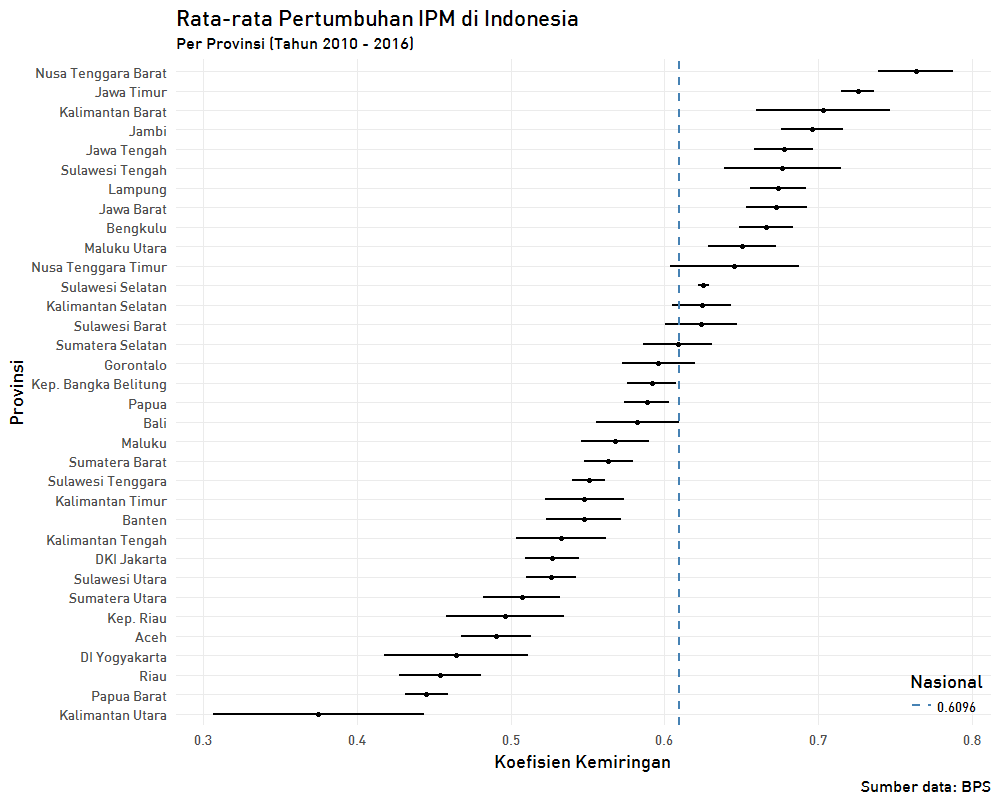 Rata-rata Pertumbuhan IPM di Indonesia
Per Provinsi (Tahun 2010 - 2016)
Provinsi
Nusa Tenggara Barat
Jawa Timur
Kalimantan Barat
Jambi
Jawa Tengah
Sulawesi Tengah
Lampung
Jawa Barat
Bengkulu
Maluku Utara
Nusa Tenggara Timur
Sulawesi Selatan
Kalimantan Selatan
Sulawesi Barat
Sumatera Selatan
Gorontalo
Kep. Bangka Belitung
Papua
Bali
Maluku
Sumatera Barat
Sulawesi Tenggara
Kalimantan Timur
Banten
Kalimantan Tengah
DKI Jakarta
Sulawesi Utara
Sumatera Utara
Kep. Riau
Aceh
DI Yogyakarta
Riau
Papua Barat
Kalimantan Utara
Nasional
0.6096
0.3 0.4 0.5 0.6 0.7 0.8
Koefisien Kemiringan
Sumber data: BPS